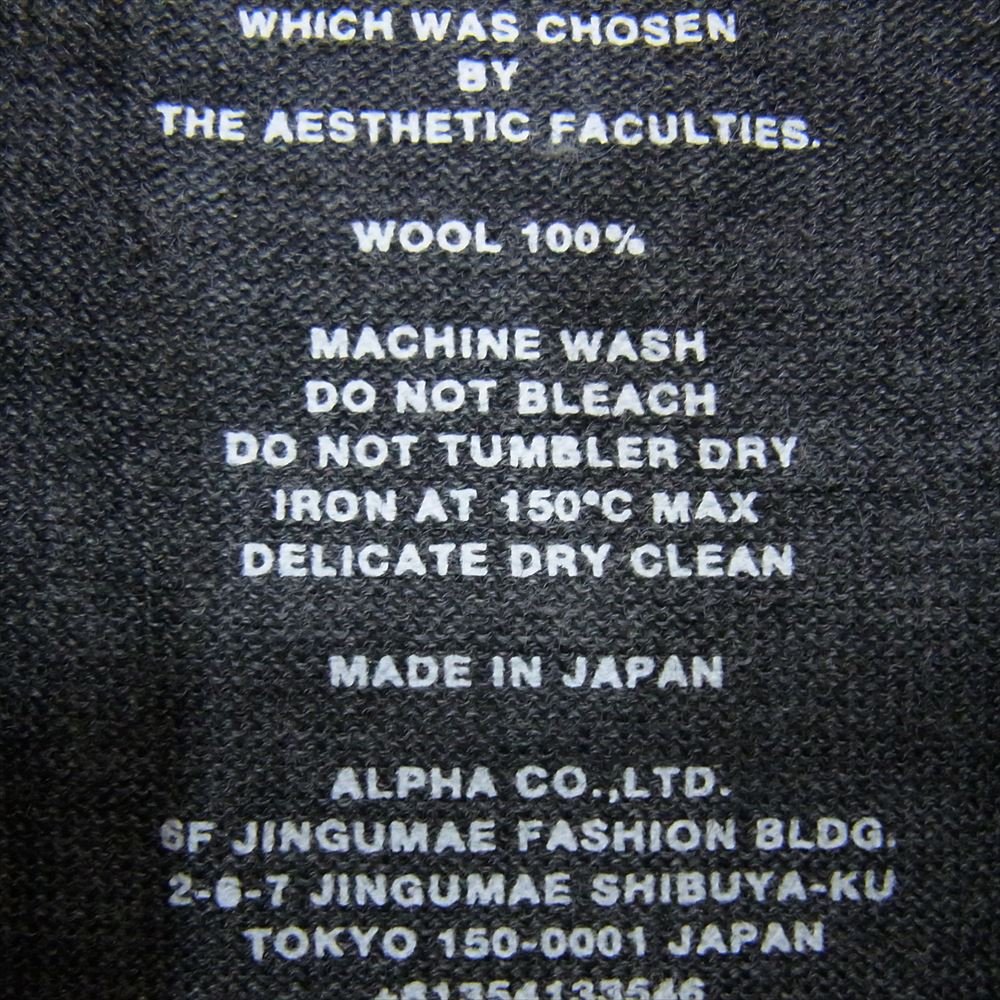 WHICH WAS CHOSEN
BY
THE AESTHETIC FACULTIES.
WOOL 100%
MACHINE WASH
DO NOT BLEACH
DO NOT TUMBLER DRY
IRON AT 150°C MAX
DELICATE DRY CLEAN
MADE IN JAPAN
ALPHA CO.,LTD.
6F JINGUMAE FASHION BLDG.
2-6-7 JINGUMAE SHIBUYA-KU
TOKYO 150-0001 JAPAN
+81354133546